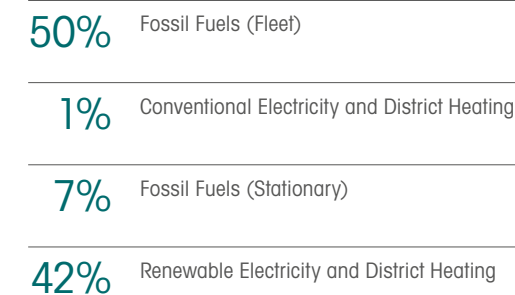 50% Fossil Fuels (Fleet)
1% Conventional Electricity and District Heating
7% Fossil Fuels (Stationary)
42% Renewable Electricity and District Heating